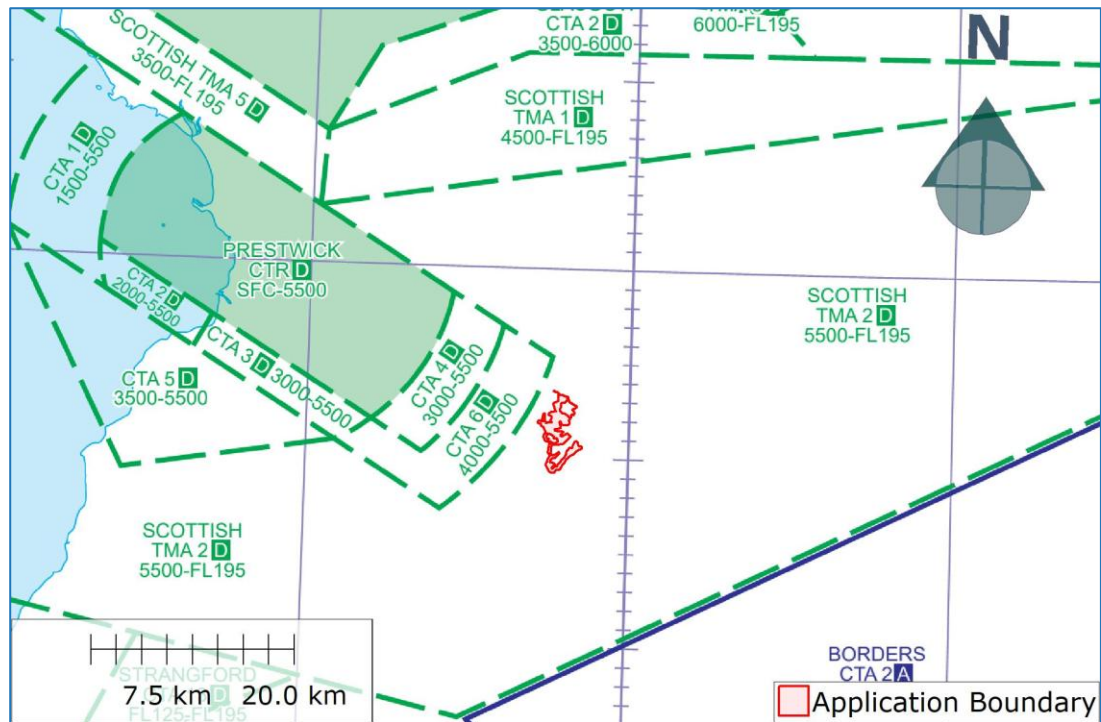 CTA 2 D
3500-6000
6000-FL195
N
SCOTTISH TMA 5 D
3500-FL195
SCOTTISH
TMA 1 D
4500-FL195
CTA 1 D
1500-5500
PRESTWICK
CTR D
SFC-5500
CTA 2 D
2000-5500
SCOTTISH
TMA 2 D
5500-FL195
CTA 3 D 3000-5500
CTA 4 D
3000-5500
CTA 5 D
3500-5500
CTA 6 D
4000-5500
SCOTTISH
TMA 2 D
5500-FL195
STRANGFORD
D
FL125-FL195
7.5 km 20.0 km
BORDERS
CTA 2 A
Application Boundary